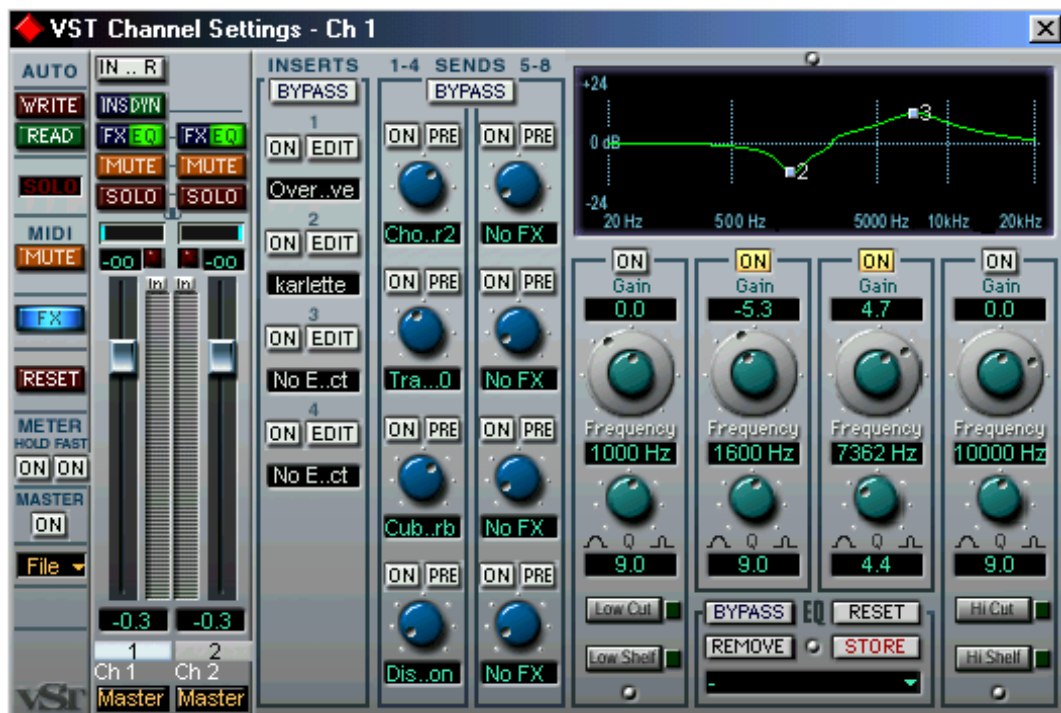 VST Channel Settings - Ch 1
AUTO
WRITE
READ
SOLO
MIDI
MUTE
FX
RESET
METER
HOLD FAST
ON ON
MASTER
ON
File
VST
IN .. R
INS DYN
FX EQ FX EQ
MUTE MUTE
SOLO SOLO
-oo -oo
In In
-0.3 -0.3
1 2
Ch 1 Ch 2
Master Master
INSERTS
BYPASS
1
ON EDIT
Over..ve
2
ON EDIT
karlette
3
ON EDIT
No E..ct
4
ON EDIT
No E..ct
1-4 SENDS 5-8
BYPASS
ON PRE ON PRE
Cho..r2 No FX
ON PRE ON PRE
Tra...0 No FX
ON PRE ON PRE
Cub..rb No FX
ON PRE ON PRE
Dis..on No FX
+24
0 dB
-24
2
3
20 Hz 500 Hz 5000 Hz 10kHz 20kHz
ON ON ON ON
Gain Gain Gain Gain
0.0 -5.3 4.7 0.0
Frequency Frequency Frequency Frequency
1000 Hz 1600 Hz 7362 Hz 10000 Hz
Q Q Q Q
9.0 9.0 4.4 9.0
Low Cut BYPASS EQ RESET Hi Cut
Low Shelf REMOVE STORE Hi Shelf
-